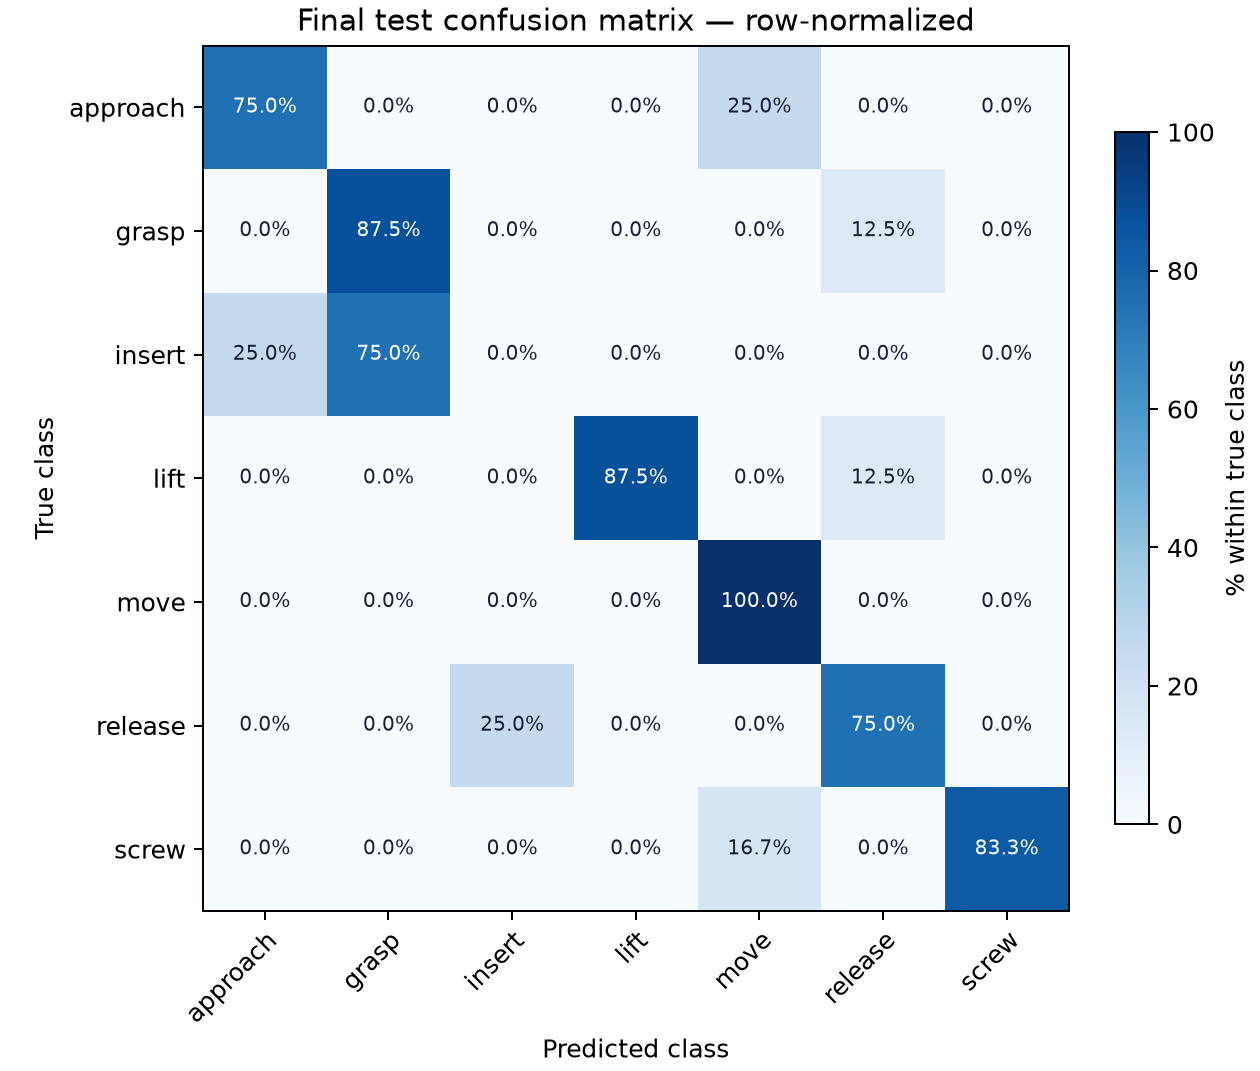 Final test confusion matrix — row-normalized
approach 75.0% 0.0% 0.0% 0.0% 25.0% 0.0% 0.0%
grasp 0.0% 87.5% 0.0% 0.0% 0.0% 12.5% 0.0%
insert 25.0% 75.0% 0.0% 0.0% 0.0% 0.0% 0.0%
lift 0.0% 0.0% 0.0% 87.5% 0.0% 12.5% 0.0%
move 0.0% 0.0% 0.0% 0.0% 100.0% 0.0% 0.0%
release 0.0% 0.0% 25.0% 0.0% 0.0% 75.0% 0.0%
screw 0.0% 0.0% 0.0% 0.0% 16.7% 0.0% 83.3%
approach grasp insert lift move release screw
Predicted class
True class
100
80
60
40
20
0
% within true class